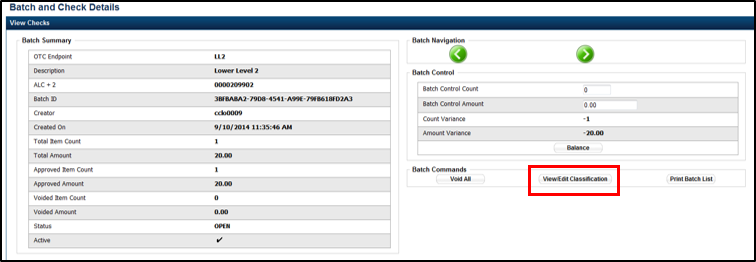 Batch and Check Details
View Checks
Batch Summary
OTC Endpoint LL2
Description Lower Level 2
ALC + 2 0000209902
Batch ID 3BFBABA2-79D8-4541-A99E-79FB618FD2A3
Creator cclo0009
Created On 9/10/2014 11:35:46 AM
Total Item Count 1
Total Amount 20.00
Approved Item Count 1
Approved Amount 20.00
Voided Item Count 0
Voided Amount 0.00
Status OPEN
Active ✔
Batch Navigation
Batch Control
Batch Control Count 0
Batch Control Amount 0.00
Count Variance -1
Amount Variance -20.00
Balance
Batch Commands
Void All View/Edit Classification Print Batch List